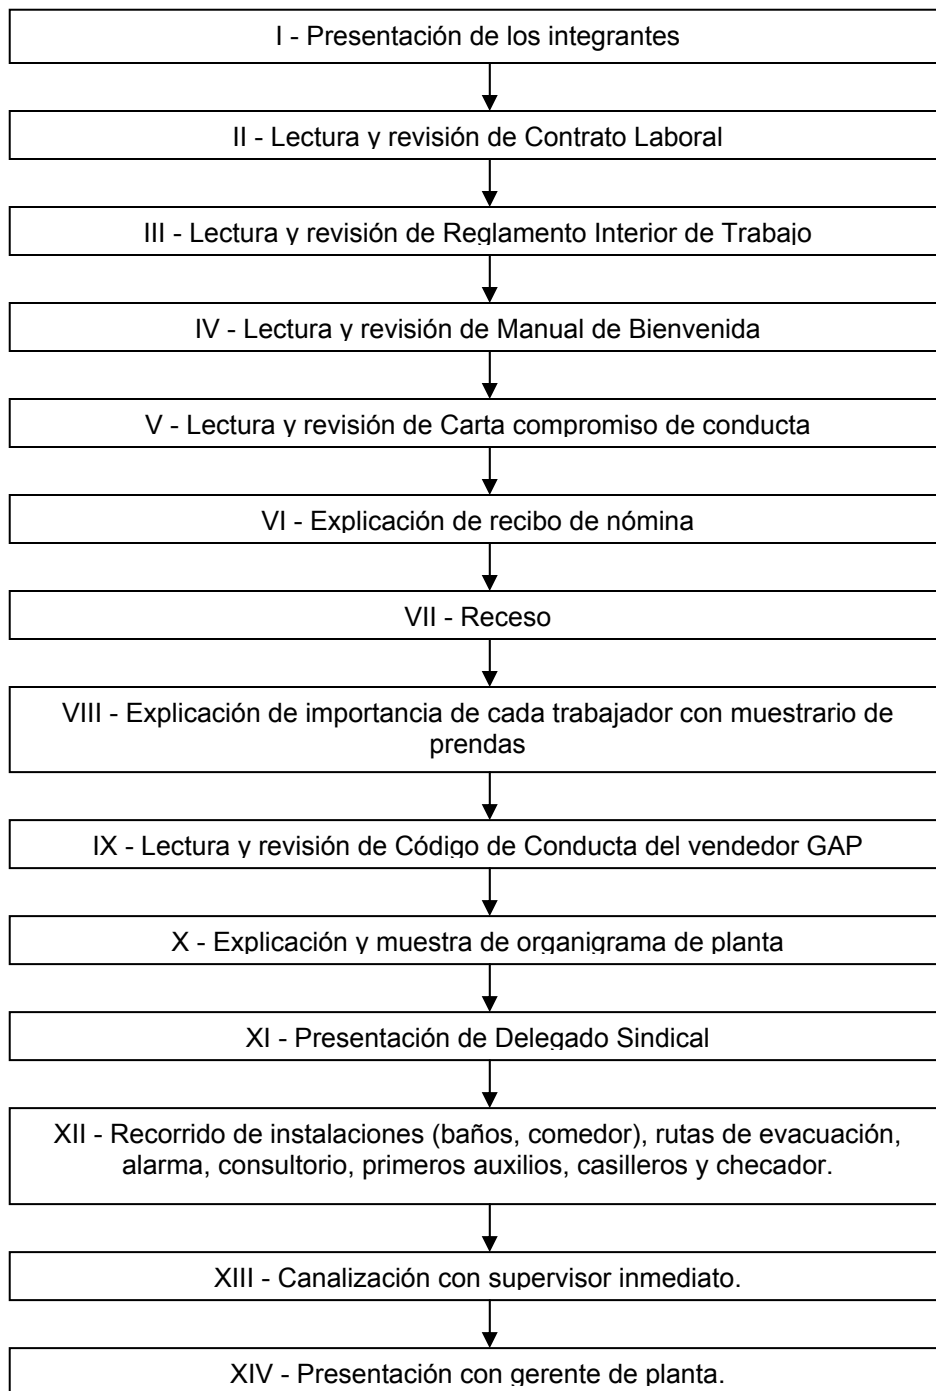 I - Presentación de los integrantes
II - Lectura y revisión de Contrato Laboral
III - Lectura y revisión de Reglamento Interior de Trabajo
IV - Lectura y revisión de Manual de Bienvenida
V - Lectura y revisión de Carta compromiso de conducta
VI - Explicación de recibo de nómina
VII - Receso
VIII - Explicación de importancia de cada trabajador con muestrario de
prendas
IX - Lectura y revisión de Código de Conducta del vendedor GAP
X - Explicación y muestra de organigrama de planta
XI - Presentación de Delegado Sindical
XII - Recorrido de instalaciones (baños, comedor), rutas de evacuación,
alarma, consultorio, primeros auxilios, casilleros y checador.
XIII - Canalización con supervisor inmediato.
XIV - Presentación con gerente de planta.